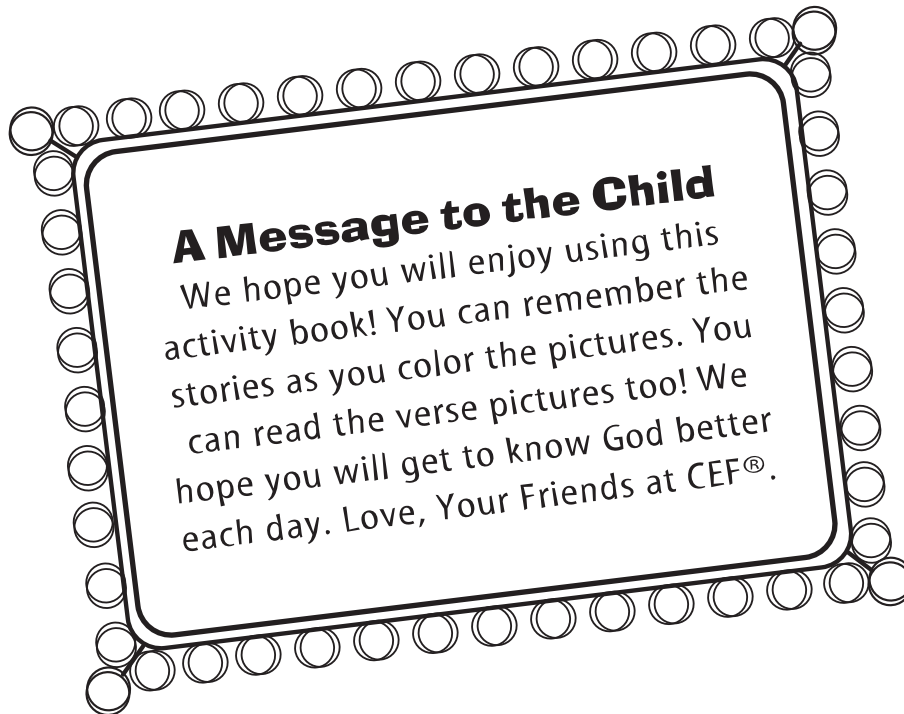 A Message to the Child
We hope you will enjoy using this
activity book! You can remember the
stories as you color the pictures. You
can read the verse pictures too! We
hope you will get to know God better
each day. Love, Your Friends at CEF®.